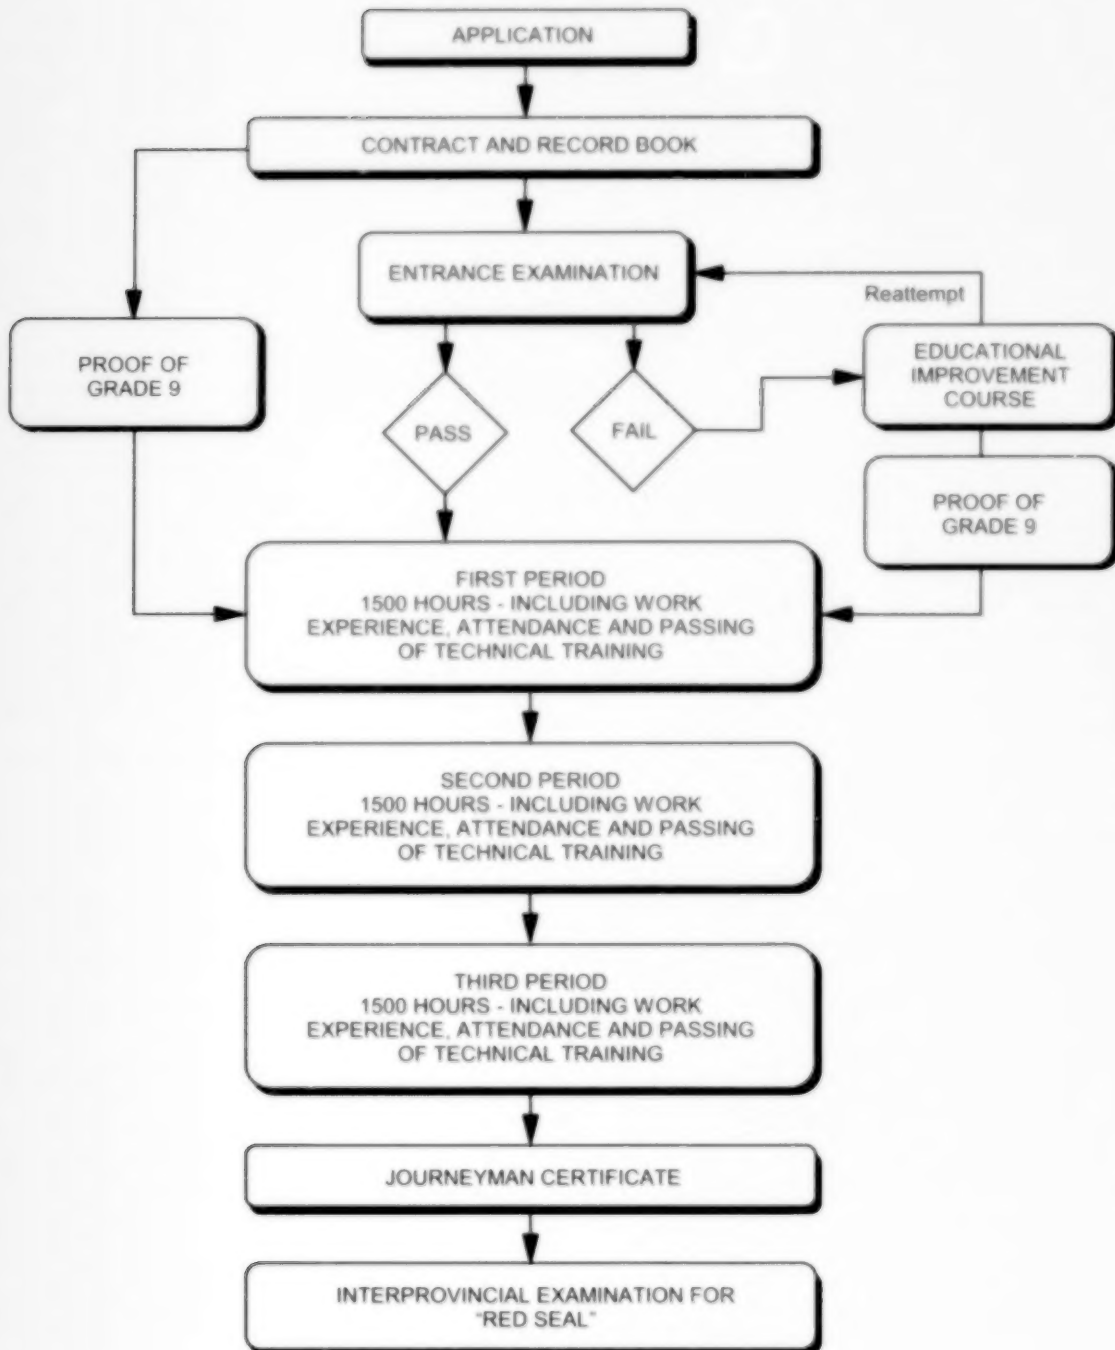 APPLICATION
CONTRACT AND RECORD BOOK
ENTRANCE EXAMINATION
Reattempt
PROOF OF
GRADE 9
PASS
FAIL
EDUCATIONAL
IMPROVEMENT
COURSE
PROOF OF
GRADE 9
FIRST PERIOD
1500 HOURS - INCLUDING WORK
EXPERIENCE, ATTENDANCE AND PASSING
OF TECHNICAL TRAINING
SECOND PERIOD
1500 HOURS - INCLUDING WORK
EXPERIENCE, ATTENDANCE AND PASSING
OF TECHNICAL TRAINING
THIRD PERIOD
1500 HOURS - INCLUDING WORK
EXPERIENCE, ATTENDANCE AND PASSING
OF TECHNICAL TRAINING
JOURNEYMAN CERTIFICATE
INTERPROVINCIAL EXAMINATION FOR
"RED SEAL"